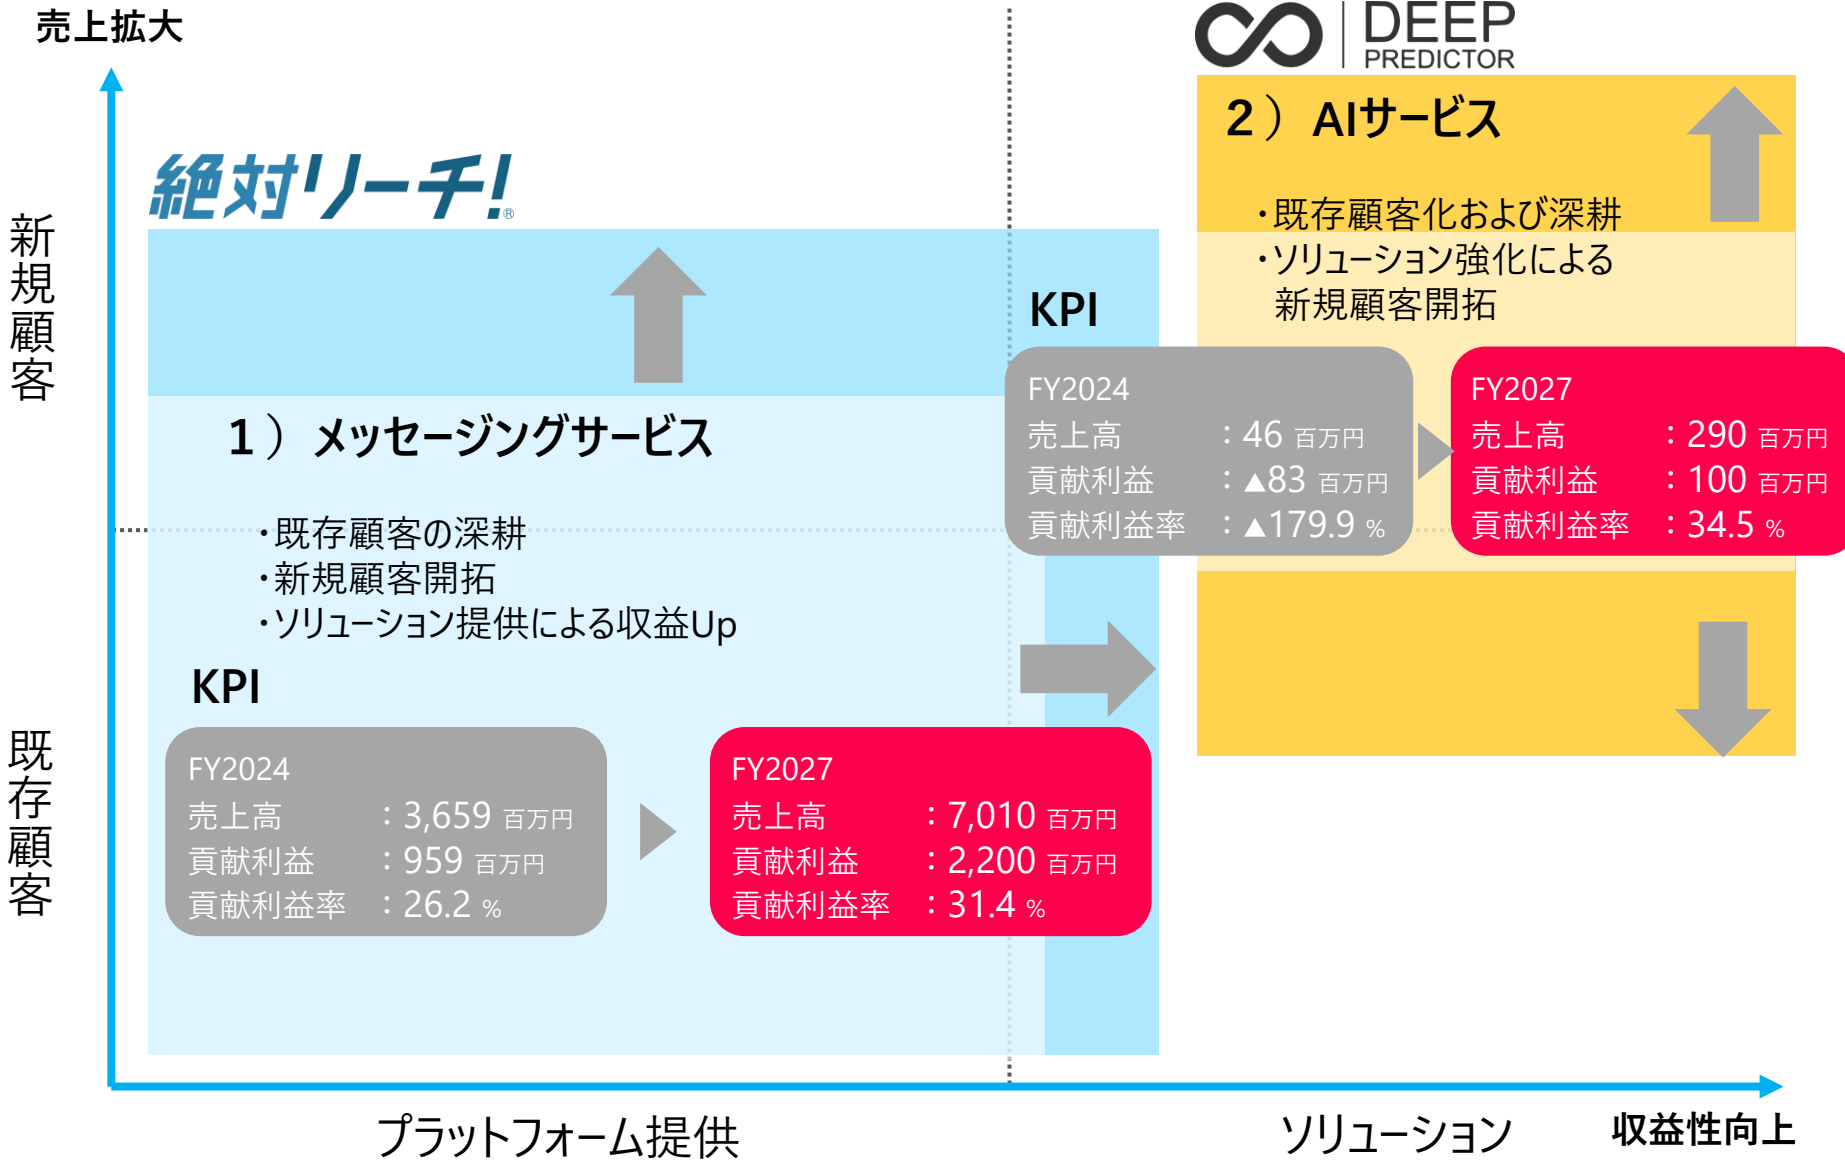 売上拡大
DEEP
PREDICTOR
2）AIサービス
・既存顧客化および深耕
・ソリューション強化による
新規顧客開拓
絶対リーチ!®
新規顧客
KPI
FY2024
売上高 ：46 百万円
貢献利益 ：▲83 百万円
貢献利益率 ：▲179.9 %
FY2027
売上高 ：290 百万円
貢献利益 ：100 百万円
貢献利益率 ：34.5 %
1）メッセージングサービス
・既存顧客の深耕
・新規顧客開拓
・ソリューション提供による収益Up
既存顧客
KPI
FY2024
売上高 ：3,659 百万円
貢献利益 ：959 百万円
貢献利益率 ：26.2 %
FY2027
売上高 ：7,010 百万円
貢献利益 ：2,200 百万円
貢献利益率 ：31.4 %
プラットフォーム提供
ソリューション
収益性向上